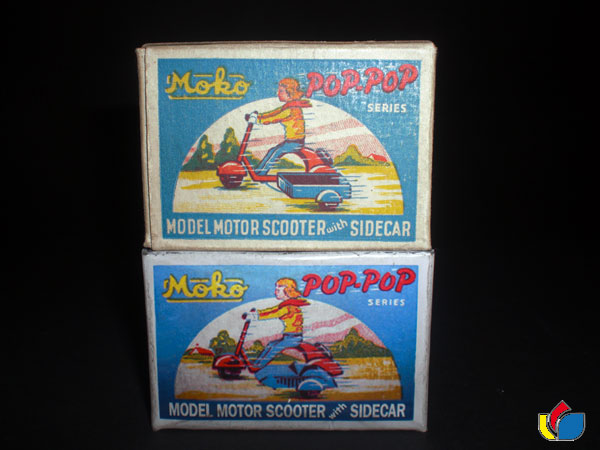 Moko POP-POP
SERIES
MODEL MOTOR SCOOTER with SIDECAR
Moko POP-POP
SERIES
MODEL MOTOR SCOOTER with SIDECAR